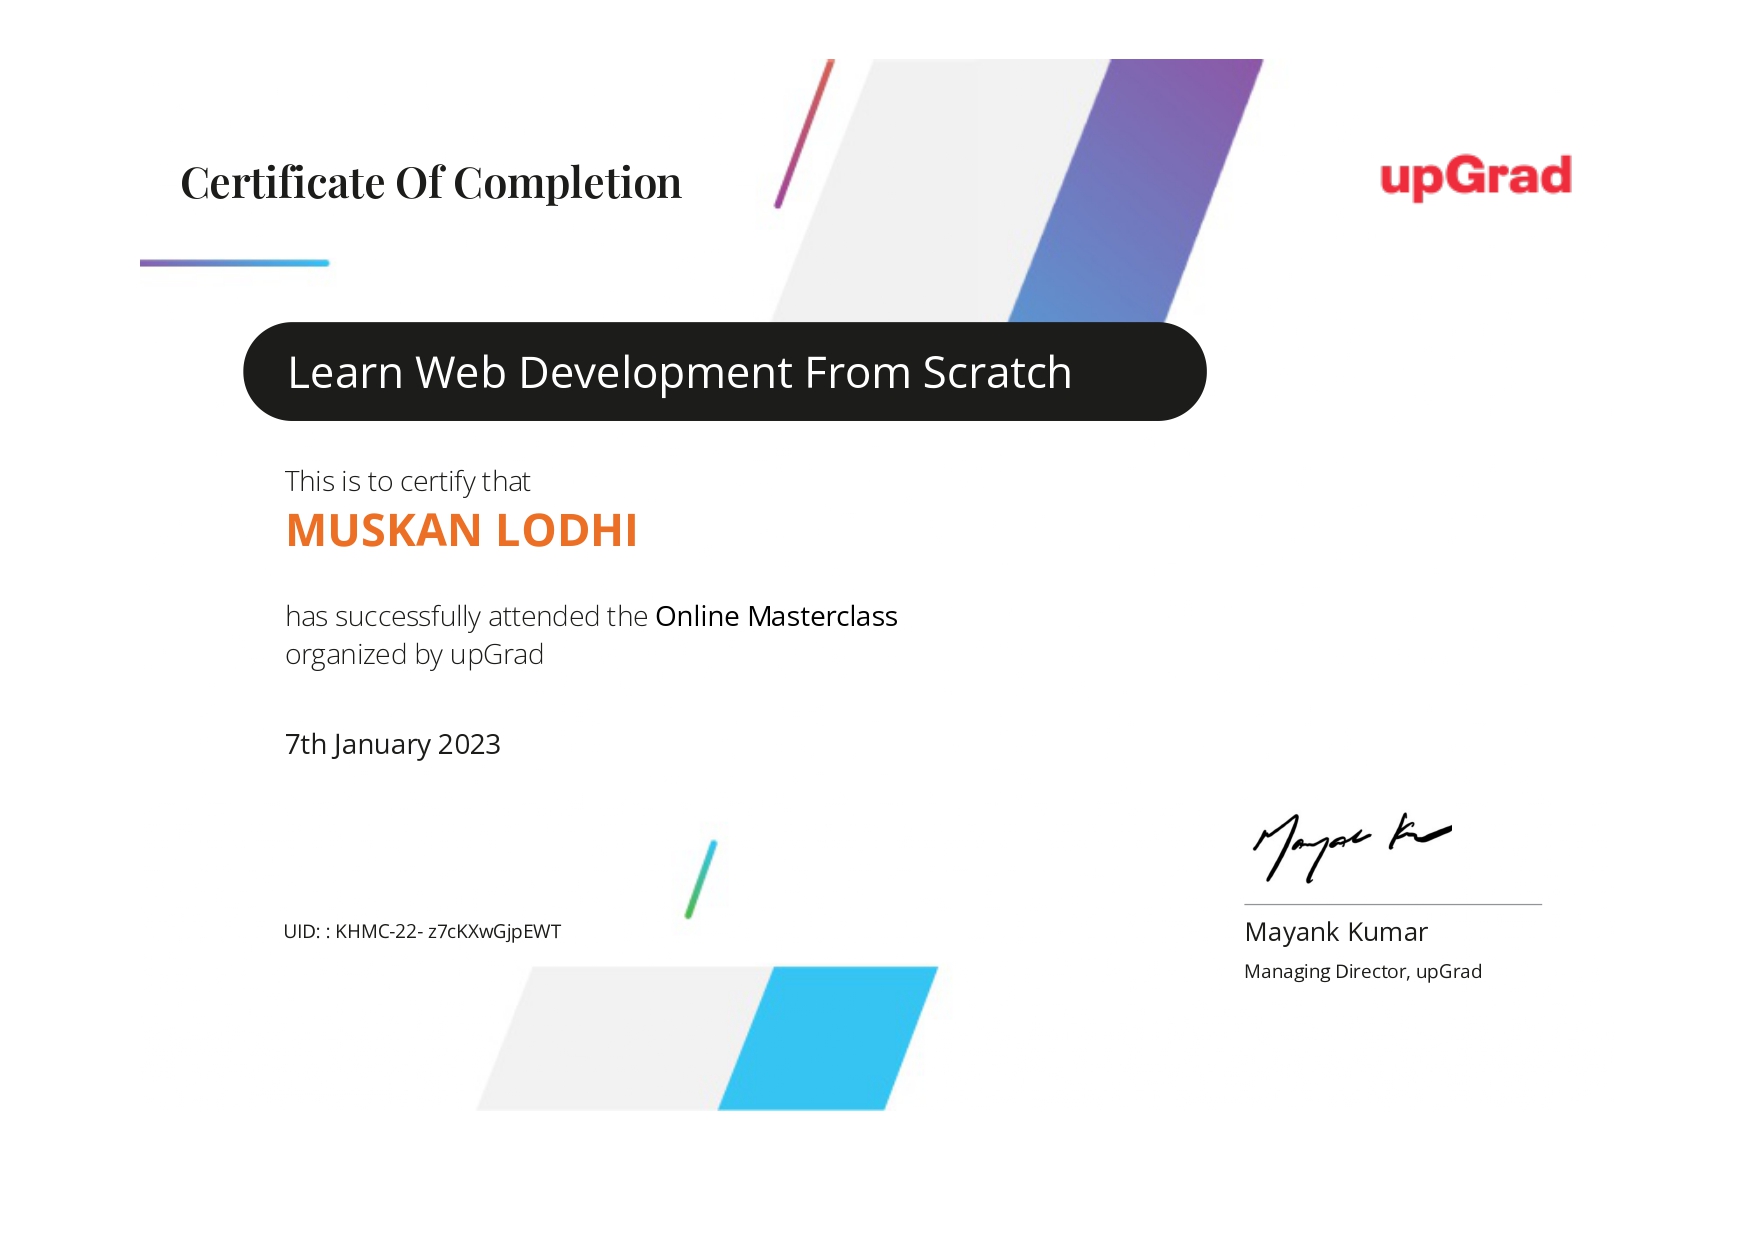 Certificate Of Completion
upGrad
Learn Web Development From Scratch
This is to certify that
MUSKAN LODHI
has successfully attended the Online Masterclass
organized by upGrad
7th January 2023
Mayank Kumar
UID: : KHMC-22- z7cKXwGjpEWT
Mayank Kumar
Managing Director, upGrad